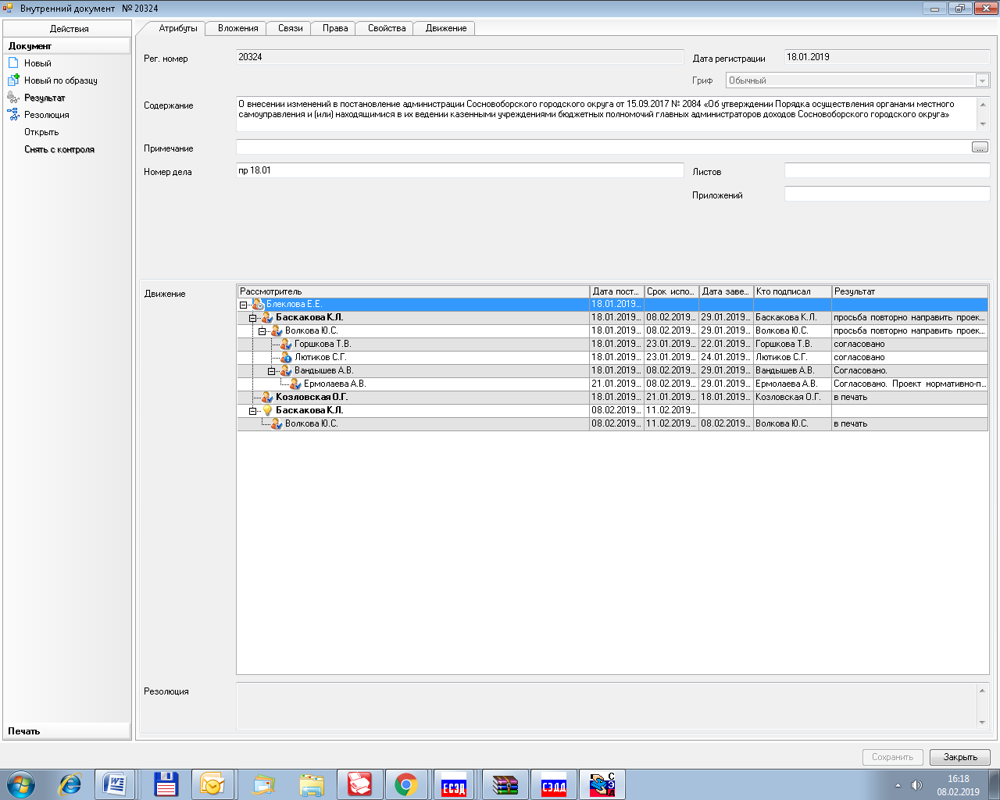 Внутренний документ № 20324
Действия
Документ
Новый
Новый по образцу
Результат
Резолюция
Открыть
Снять с контроля
Печать
Атрибуты Вложения Связи Права Свойства Движение
Рег. номер 20324 Дата регистрации 18.01.2019
Гриф Обычный
Содержание О внесении изменений в постановление администрации Сосновоборского городского округа от 15.09.2017 № 2084 «Об утверждении Порядка осуществления органами местного
самоуправления и (или) находящимися в их ведении казенными учреждениями бюджетных полномочий главных администраторов доходов Сосновоборского городского округа»
Примечание ...
Номер дела пр 18.01 Листов
Приложений
Движение
Рассмотритель Дата пост... Срок испо... Дата заве... Кто подписал Результат
Блеклова Е.Е. 18.01.2019...
Баскакова К.Л. 18.01.2019... 08.02.2019... 29.01.2019... Баскакова К.Л. просьба повторно направить проек...
Волкова Ю.С. 18.01.2019... 08.02.2019... 29.01.2019... Волкова Ю.С. просьба повторно направить проек...
Горшкова Т.В. 18.01.2019... 23.01.2019... 22.01.2019... Горшкова Т.В. согласовано
Лютиков С.Г. 18.01.2019... 23.01.2019... 24.01.2019... Лютиков С.Г. согласовано
Вандышев А.В. 18.01.2019... 08.02.2019... 29.01.2019... Вандышев А.В. Согласовано.
Ермолаева А.В. 21.01.2019... 08.02.2019... 29.01.2019... Ермолаева А.В. Согласовано. Проект нормативно-п...
Козловская О.Г. 18.01.2019... 21.01.2019... 18.01.2019... Козловская О.Г. в печать
Баскакова К.Л. 08.02.2019... 11.02.2019...
Волкова Ю.С. 08.02.2019... 11.02.2019... 08.02.2019... Волкова Ю.С. в печать
Резолюция
Сохранить Закрыть
ЕСЭД СЭДД СЭД
16:18
08.02.2019